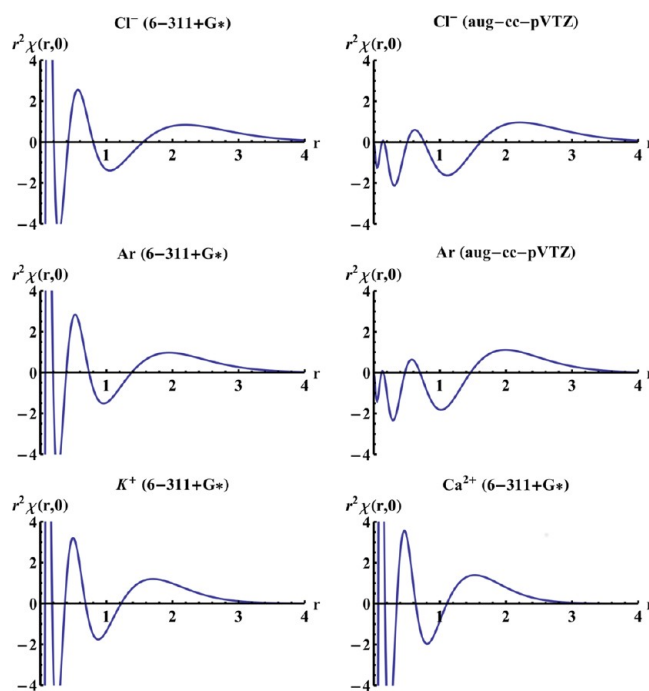 Cl⁻ (6−311+G*)
r²χ(r,0)
4
2
0
−2
−4
1 2 3 4 r
Cl⁻ (aug−cc−pVTZ)
r²χ(r,0)
4
2
0
−2
−4
1 2 3 4 r
Ar (6−311+G*)
r²χ(r,0)
4
2
0
−2
−4
1 2 3 4 r
Ar (aug−cc−pVTZ)
r²χ(r,0)
4
2
0
−2
−4
1 2 3 4 r
K⁺ (6−311+G*)
r²χ(r,0)
4
2
0
−2
−4
1 2 3 4 r
Ca²⁺ (6−311+G*)
r²χ(r,0)
4
2
0
−2
−4
1 2 3 4 r